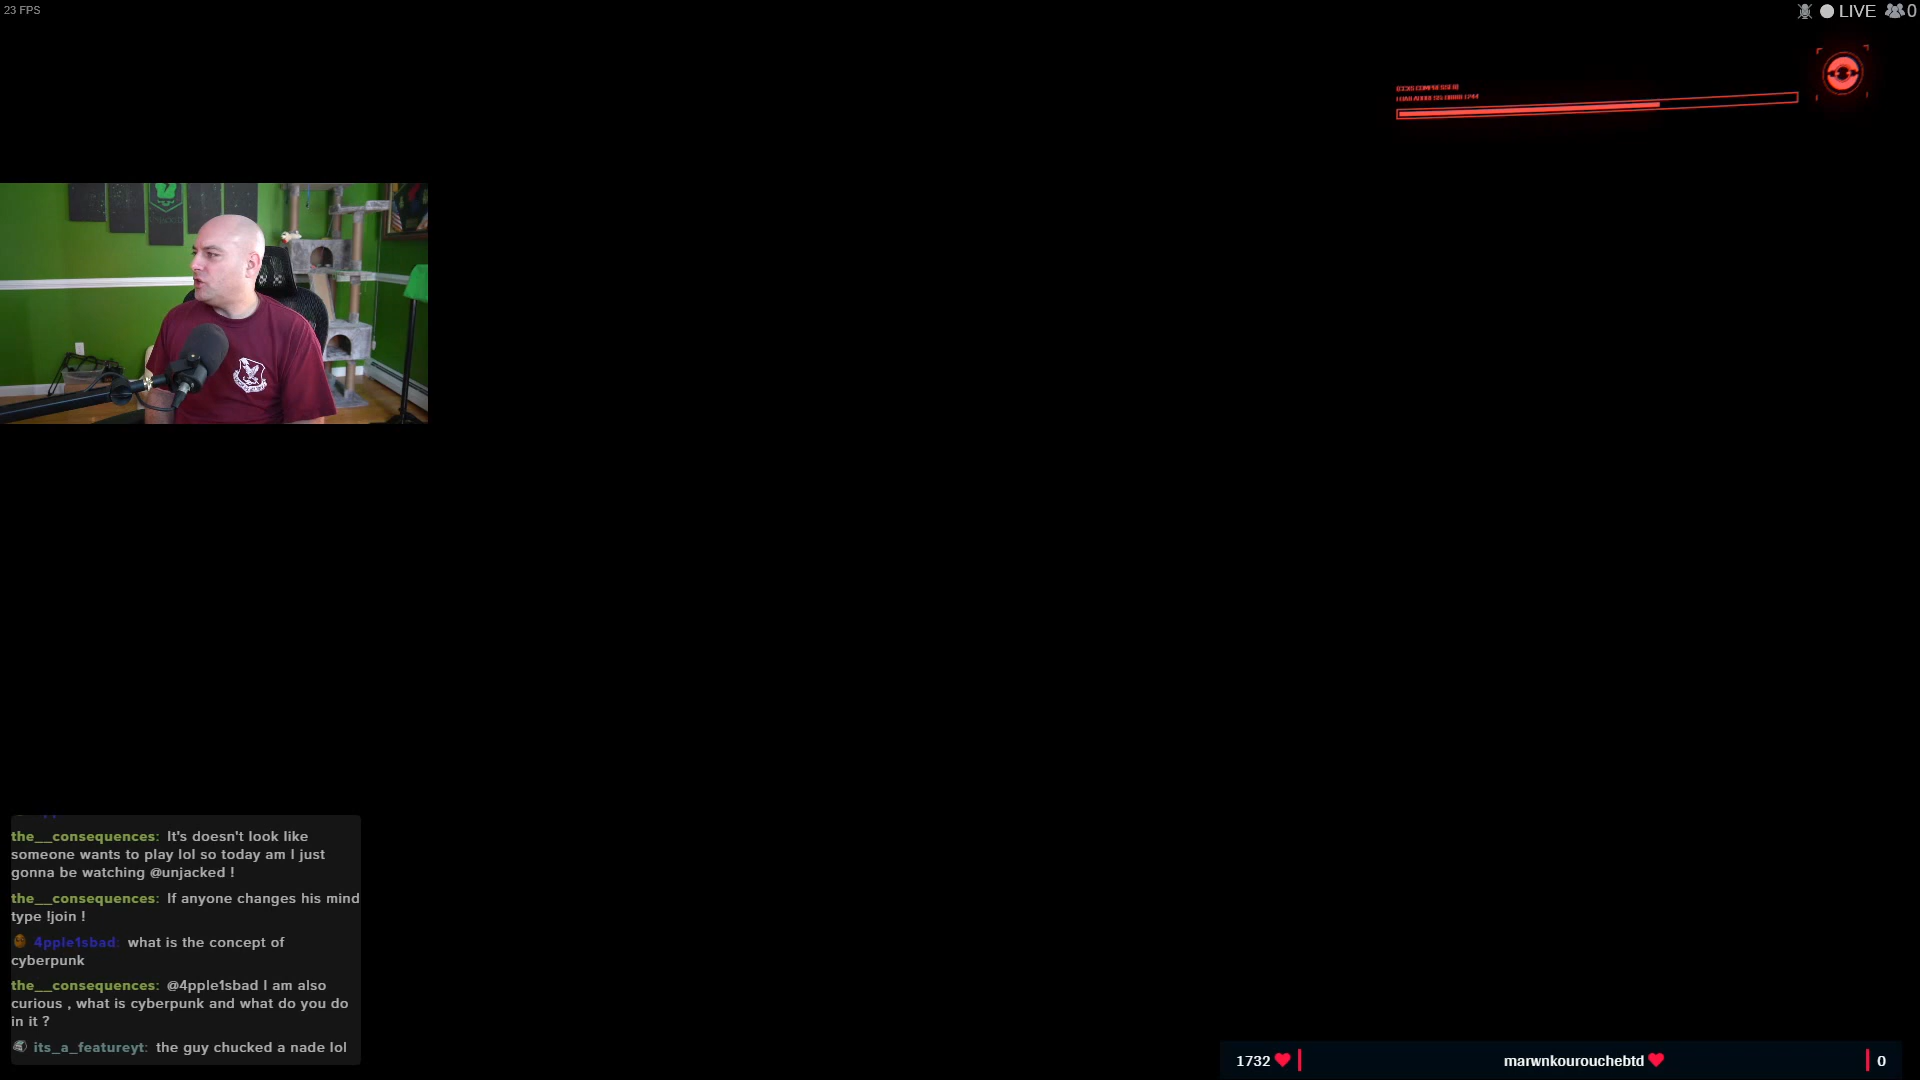 23 FPS
LIVE 0
the__consequences: It's doesn't look like
someone wants to play lol so today am I just
gonna be watching @unjacked !
the__consequences: If anyone changes his mind
type !join !
4pple1sbad: what is the concept of
cyberpunk
the__consequences: @4pple1sbad I am also
curious , what is cyberpunk and what do you do
in it ?
its_a_featureyt: the guy chucked a nade lol
1732 marwnkourouchebtd 0